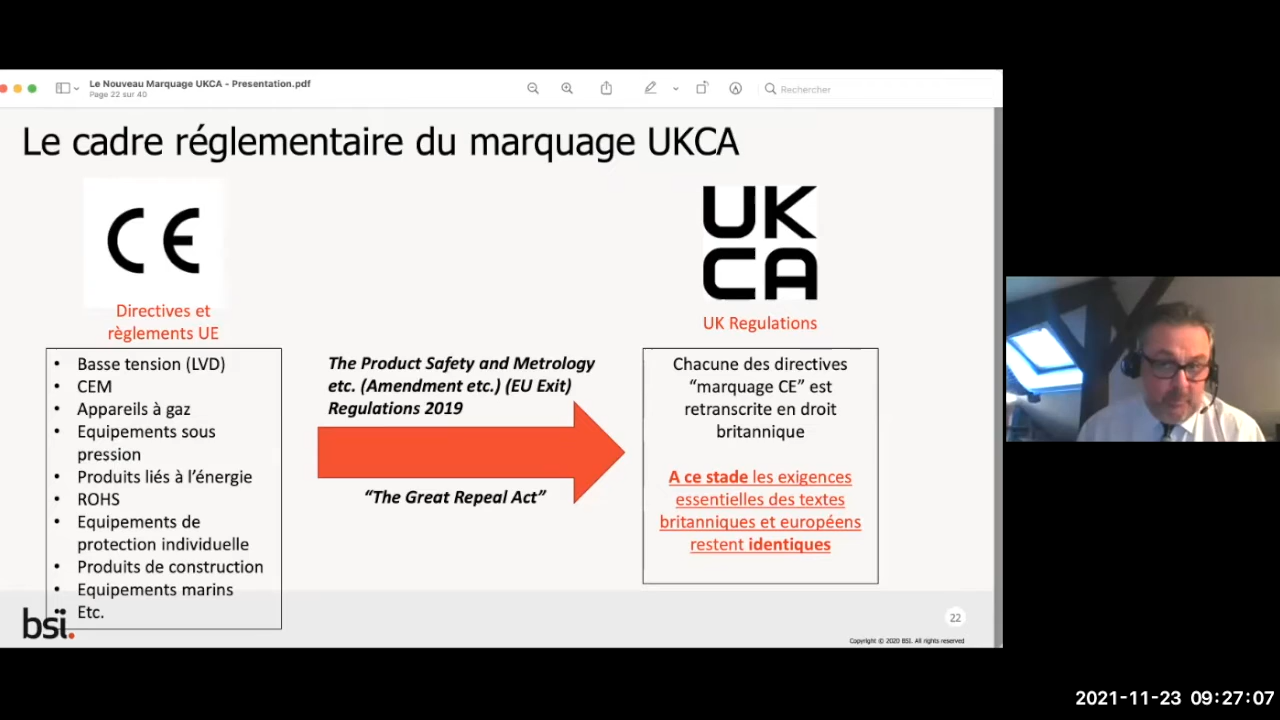 Le Nouveau Marquage UKCA - Presentation.pdf
Page 22 sur 40
Rechercher
Le cadre réglementaire du marquage UKCA
CE
Directives et
règlements UE
• Basse tension (LVD)
• CEM
• Appareils à gaz
• Equipements sous
pression
• Produits liés à l'énergie
• ROHS
• Equipements de
protection individuelle
• Produits de construction
• Equipements marins
• Etc.
The Product Safety and Metrology
etc. (Amendment etc.) (EU Exit)
Regulations 2019
“The Great Repeal Act”
UK
CA
UK Regulations
Chacune des directives
“marquage CE” est
retranscrite en droit
britannique
A ce stade les exigences
essentielles des textes
britanniques et européens
restent identiques
bsi.
22
Copyright © 2020 BSI. All rights reserved
2021-11-23 09:27:07